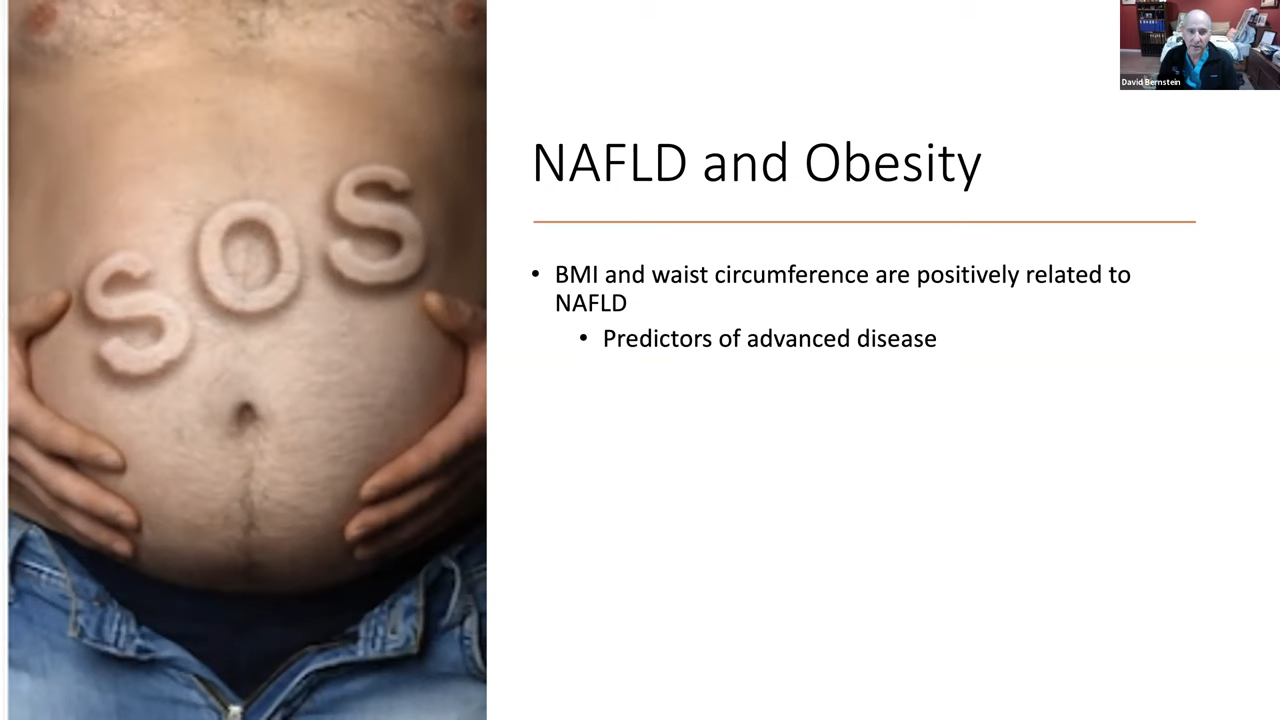 SOS
David Bernstein
NAFLD and Obesity
• BMI and waist circumference are positively related to
NAFLD
• Predictors of advanced disease